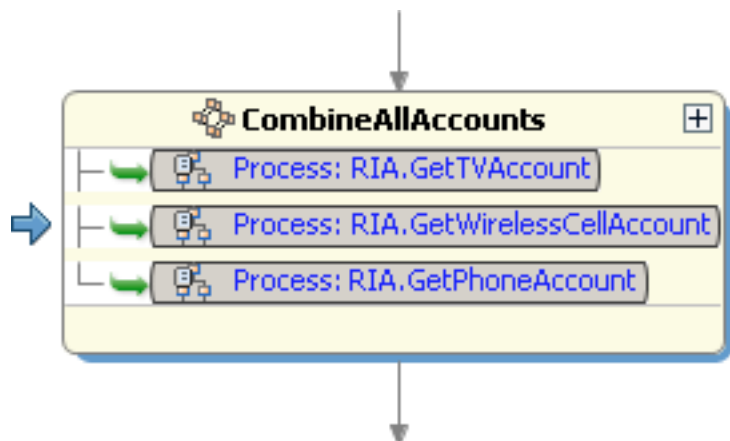 CombineAllAccounts
Process: RIA.GetTVAccount
Process: RIA.GetWirelessCellAccount
Process: RIA.GetPhoneAccount